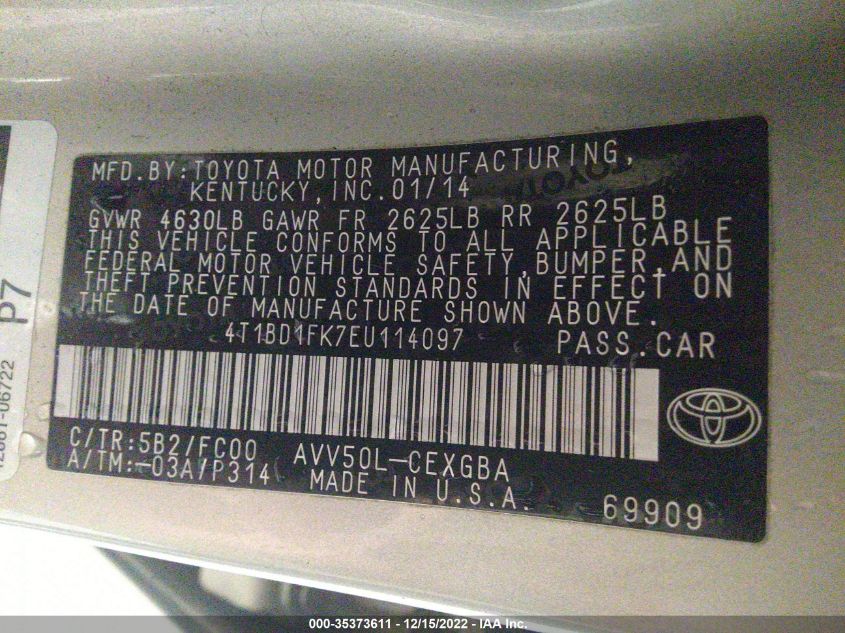 MFD.BY:TOYOTA MOTOR MANUFACTURING,
KENTUCKY,INC.01/14
GVWR 4630LB GAWR FR 2625LB RR 2625LB
THIS VEHICLE CONFORMS TO ALL APPLICABLE
FEDERAL MOTOR VEHICLE SAFETY,BUMPER,AND
THEFT PREVENTION STANDARDS IN EFFECT ON
THE DATE OF MANUFACTURE SHOWN ABOVE.
4T1BD1FK7EU114097 PASS.CAR
C/TR:5B2/FC00 AVV50L-CEXGBA
A/TM:-03A/P314 MADE IN U.S.A. 69909
P7
000-35373611 - 12/15/2022 - IAA Inc.